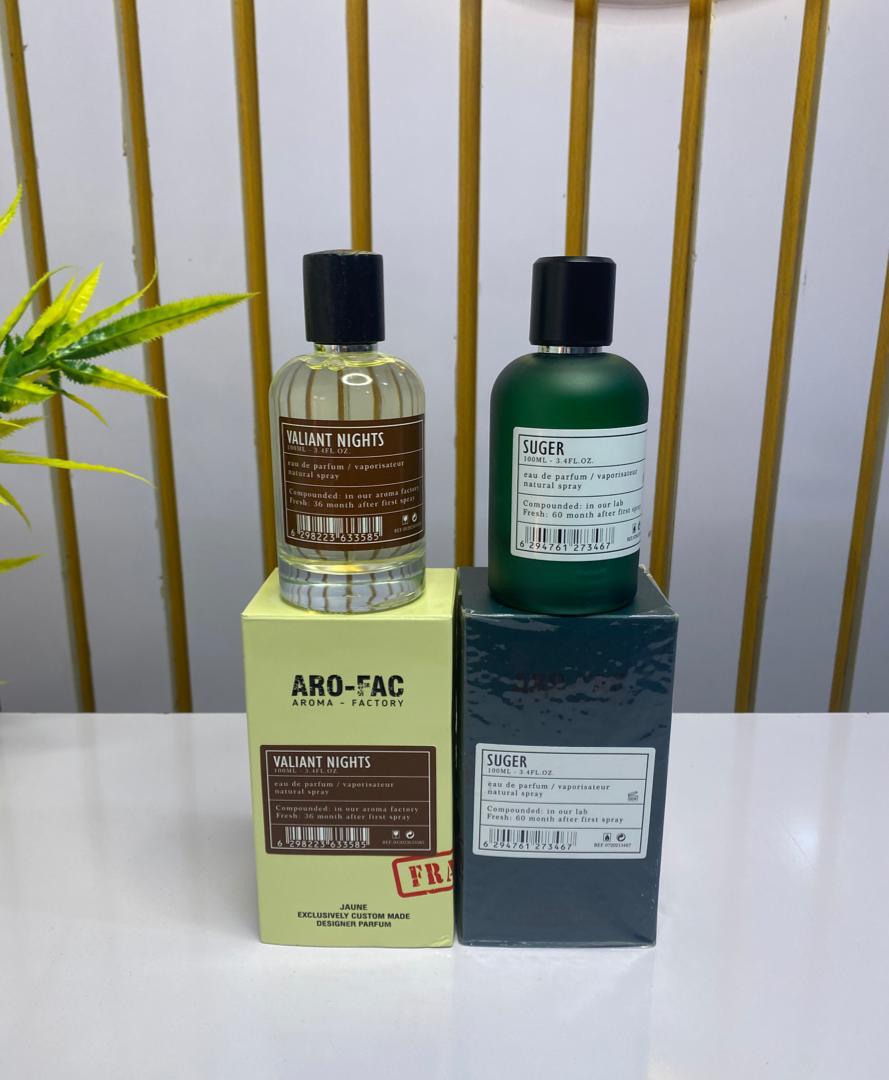 VALIANT NIGHTS
100ML - 3.4FL.OZ.
eau de parfum / vaporisateur
natural spray
Compounded: in our aroma factory
Fresh: 36 month after first spray
6 298223 633585
SUGER
100ML - 3.4FL.OZ.
eau de parfum / vaporisateur
natural spray
Compounded: in our lab
Fresh: 60 month after first spray
6 294761 273467
ARO-FAC
AROMA - FACTORY
VALIANT NIGHTS
100ML - 3.4FL.OZ.
eau de parfum / vaporisateur
natural spray
Compounded: in our aroma factory
Fresh: 36 month after first spray
6 298223 633585
FRA
JAUNE
EXCLUSIVELY CUSTOM MADE
DESIGNER PARFUM
SUGER
100ML - 3.4FL.OZ.
eau de parfum / vaporisateur
natural spray
Compounded: in our lab
Fresh: 60 month after first spray
6 294761 273467